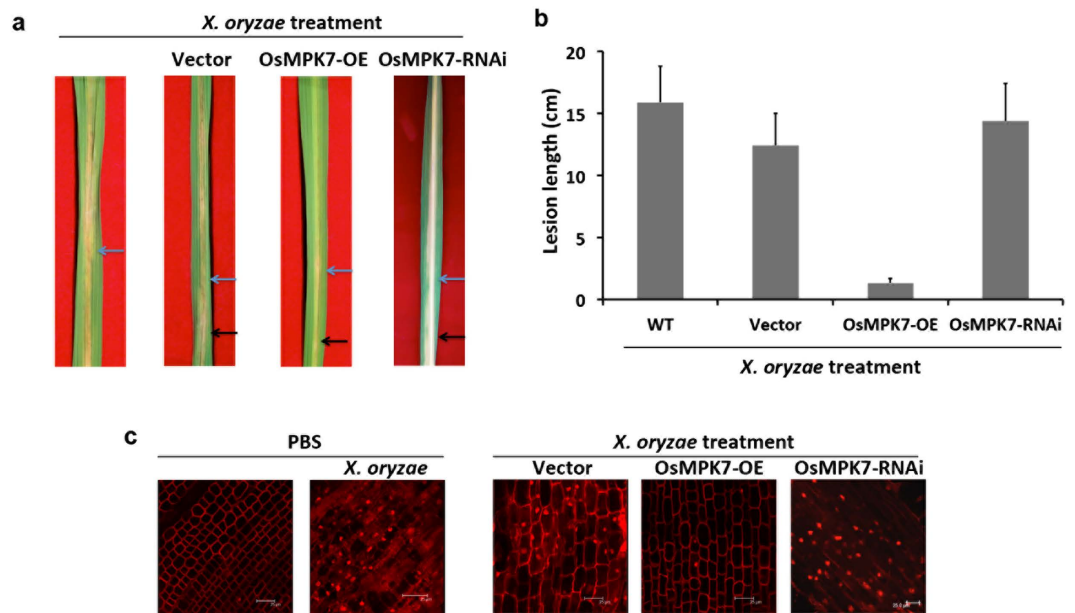 a
X. oryzae treatment
Vector OsMPK7-OE OsMPK7-RNAi
b
Lesion length (cm)
20
15
10
5
0
WT Vector OsMPK7-OE OsMPK7-RNAi
X. oryzae treatment
c
PBS
X. oryzae
X. oryzae treatment
Vector OsMPK7-OE OsMPK7-RNAi